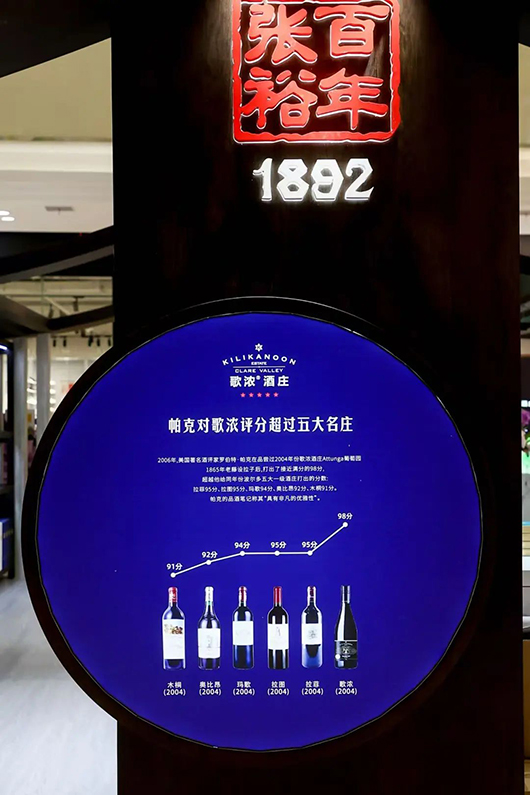 百年
张裕
1892
KILIKANOON
ESTATE
CLARE VALLEY
歌浓®酒庄
帕克对歌浓评分超过五大名庄
2006年,美国著名酒评家罗伯特·帕克在品尝过2004年份歌浓酒庄Attunga葡萄园
1865年老藤设拉子后,打出了接近满分的98分,
超越他给同年份波尔多五大一级酒庄打出的分数:
拉菲95分、拉图95分、玛歌94分、奥比昂92分、木桐91分。
帕克的品酒笔记称其“具有非凡的优雅性”。
91分 92分 94分 95分 95分 98分
木桐 奥比昂 玛歌 拉图 拉菲 歌浓
(2004) (2004) (2004) (2004) (2004) (2004)